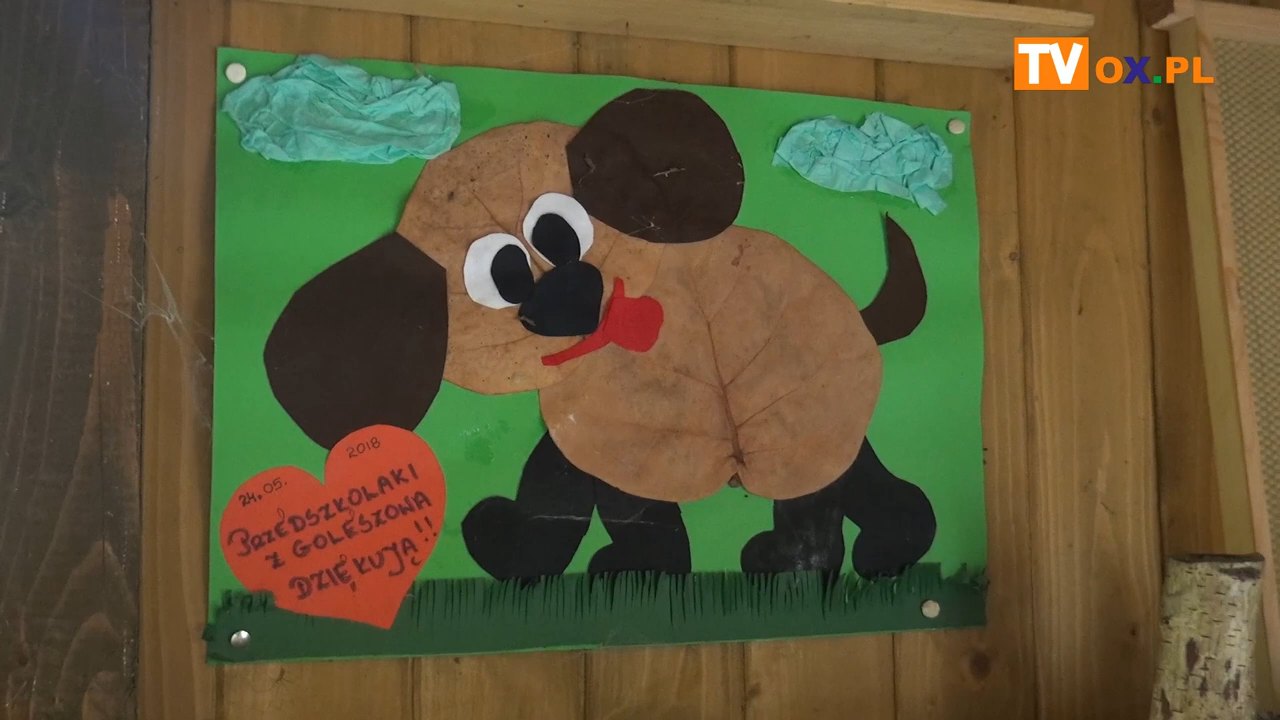 TVOX.PL
24.05. 2018
PRZEDSZKOLAKI
Z GOLESZOWA
DZIĘKUJĄ!!